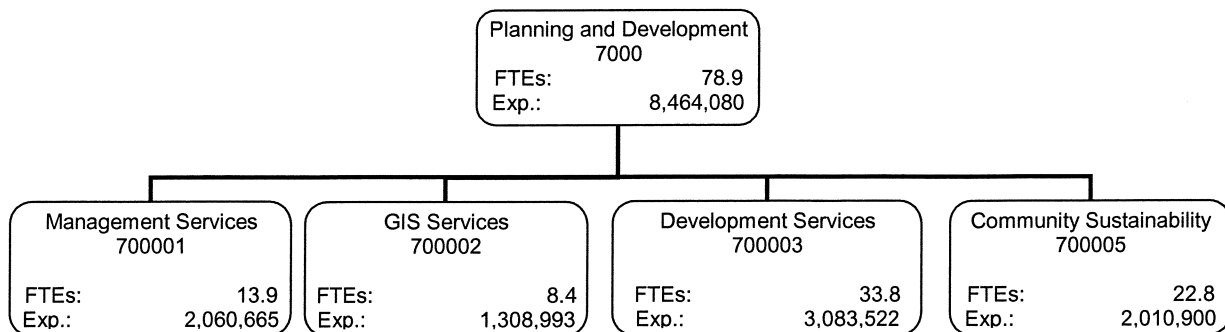 Planning and Development
7000
FTEs: 78.9
Exp.: 8,464,080
Management Services
700001
FTEs: 13.9
Exp.: 2,060,665
GIS Services
700002
FTEs: 8.4
Exp.: 1,308,993
Development Services
700003
FTEs: 33.8
Exp.: 3,083,522
Community Sustainability
700005
FTEs: 22.8
Exp.: 2,010,900